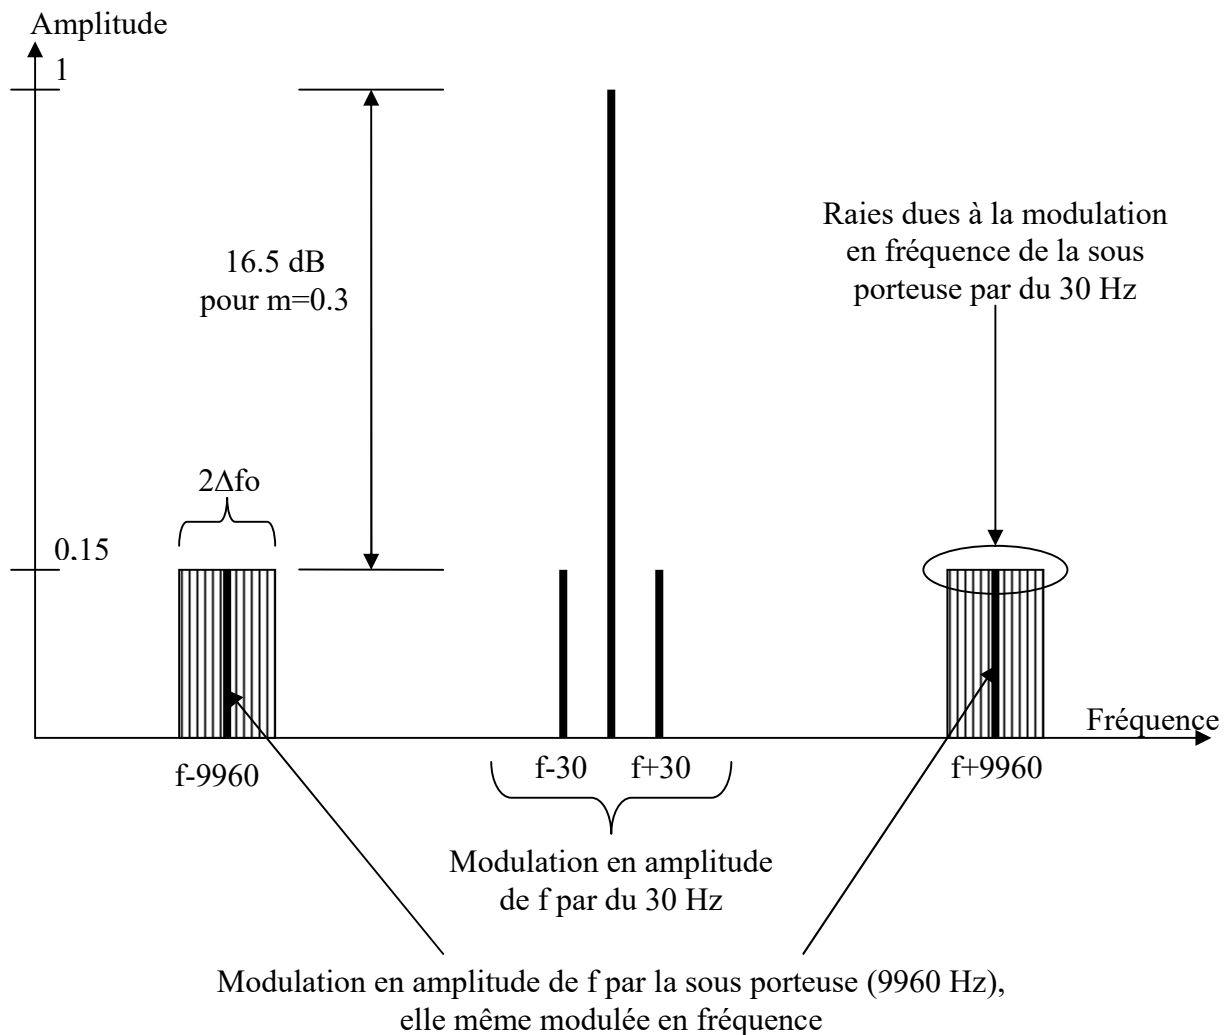 Amplitude
1
Raies dues à la modulation
en fréquence de la sous
porteuse par du 30 Hz
16.5 dB
pour m=0.3
2Δfo
0,15
Fréquence
f-9960
f-30
f+30
f+9960
Modulation en amplitude
de f par du 30 Hz
Modulation en amplitude de f par la sous porteuse (9960 Hz),
elle même modulée en fréquence